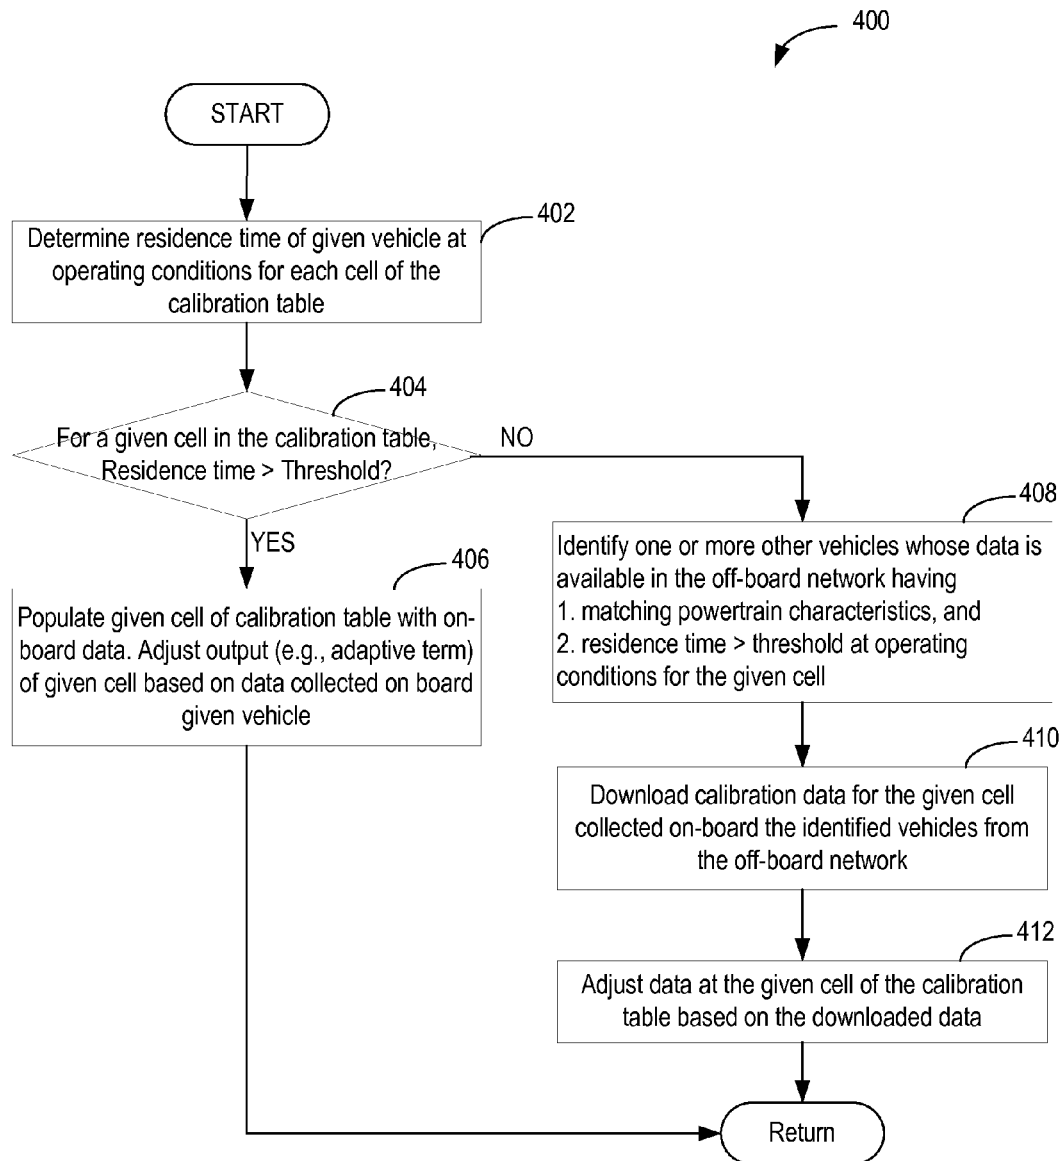 400
START
402
Determine residence time of given vehicle at
operating conditions for each cell of the
calibration table
404
For a given cell in the calibration table,
Residence time > Threshold?
NO
YES
406
Populate given cell of calibration table with on-
board data. Adjust output (e.g., adaptive term)
of given cell based on data collected on board
given vehicle
408
Identify one or more other vehicles whose data is
available in the off-board network having
1. matching powertrain characteristics, and
2. residence time > threshold at operating
conditions for the given cell
410
Download calibration data for the given cell
collected on-board the identified vehicles from
the off-board network
412
Adjust data at the given cell of the calibration
table based on the downloaded data
Return